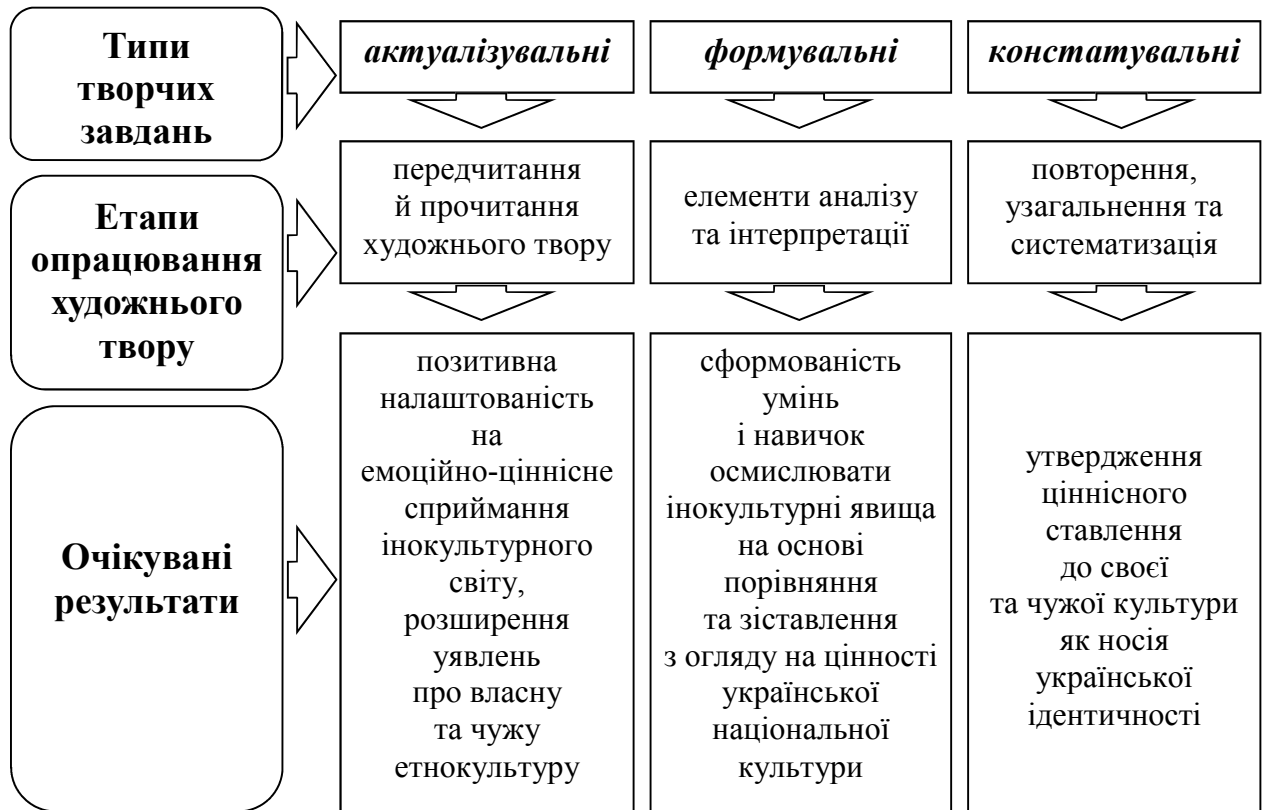 Типи
творчих
завдань
актуалізувальні
формувальні
констатувальні
Етапи
опрацювання
художнього
твору
передчитання
й прочитання
художнього твору
елементи аналізу
та інтерпретації
повторення,
узагальнення та
систематизація
Очікувані
результати
позитивна
налаштованість
на
емоційно-ціннісне
сприймання
інокультурного
світу,
розширення
уявлень
про власну
та чужу
етнокультуру
сформованість
умінь
і навичок
осмислювати
інокультурні явища
на основі
порівняння
та зіставлення
з огляду на цінності
української
національної
культури
утвердження
ціннісного
ставлення
до своєї
та чужої культури
як носія
української
ідентичності